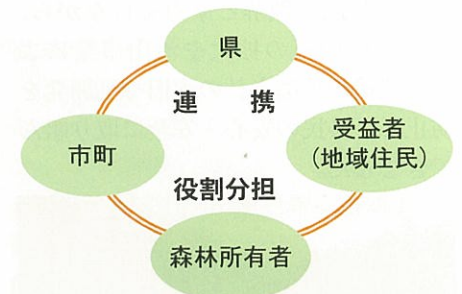 県
連 携
市町
受益者
(地域住民)
役割分担
森林所有者